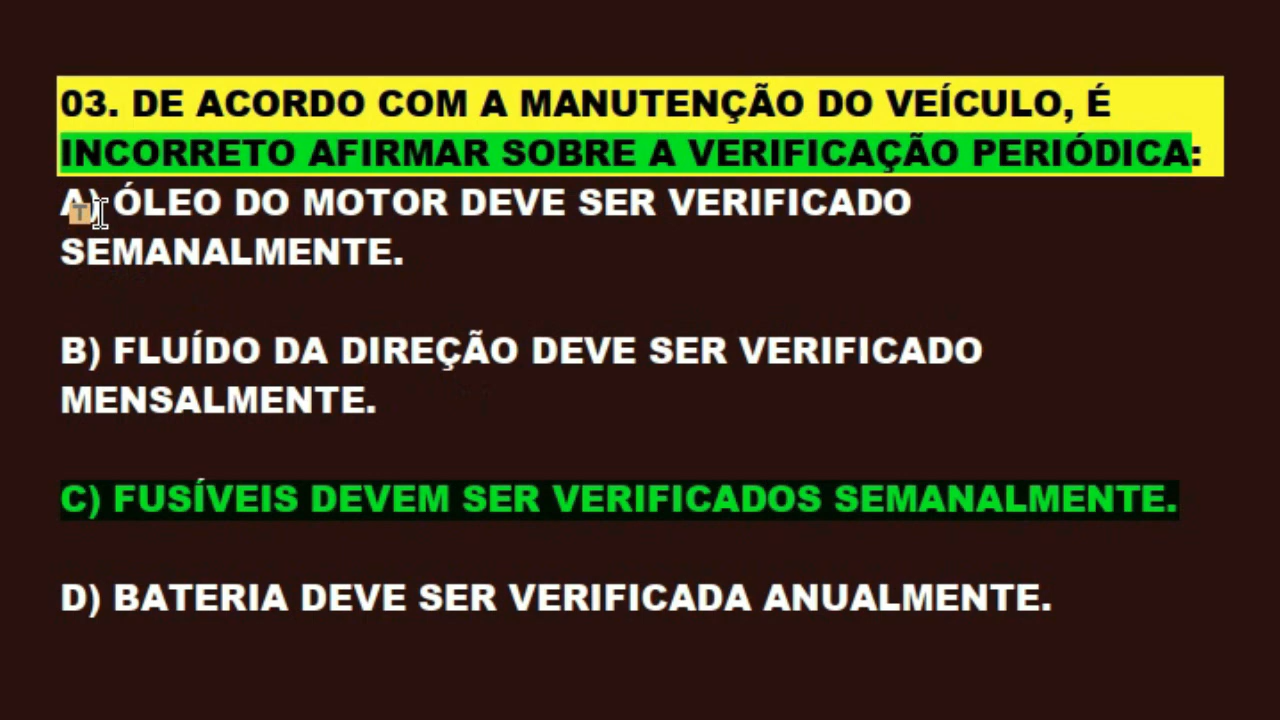 03. DE ACORDO COM A MANUTENÇÃO DO VEÍCULO, É
INCORRETO AFIRMAR SOBRE A VERIFICAÇÃO PERIÓDICA:
A) ÓLEO DO MOTOR DEVE SER VERIFICADO
SEMANALMENTE.
B) FLUÍDO DA DIREÇÃO DEVE SER VERIFICADO
MENSALMENTE.
C) FUSÍVEIS DEVEM SER VERIFICADOS SEMANALMENTE.
D) BATERIA DEVE SER VERIFICADA ANUALMENTE.